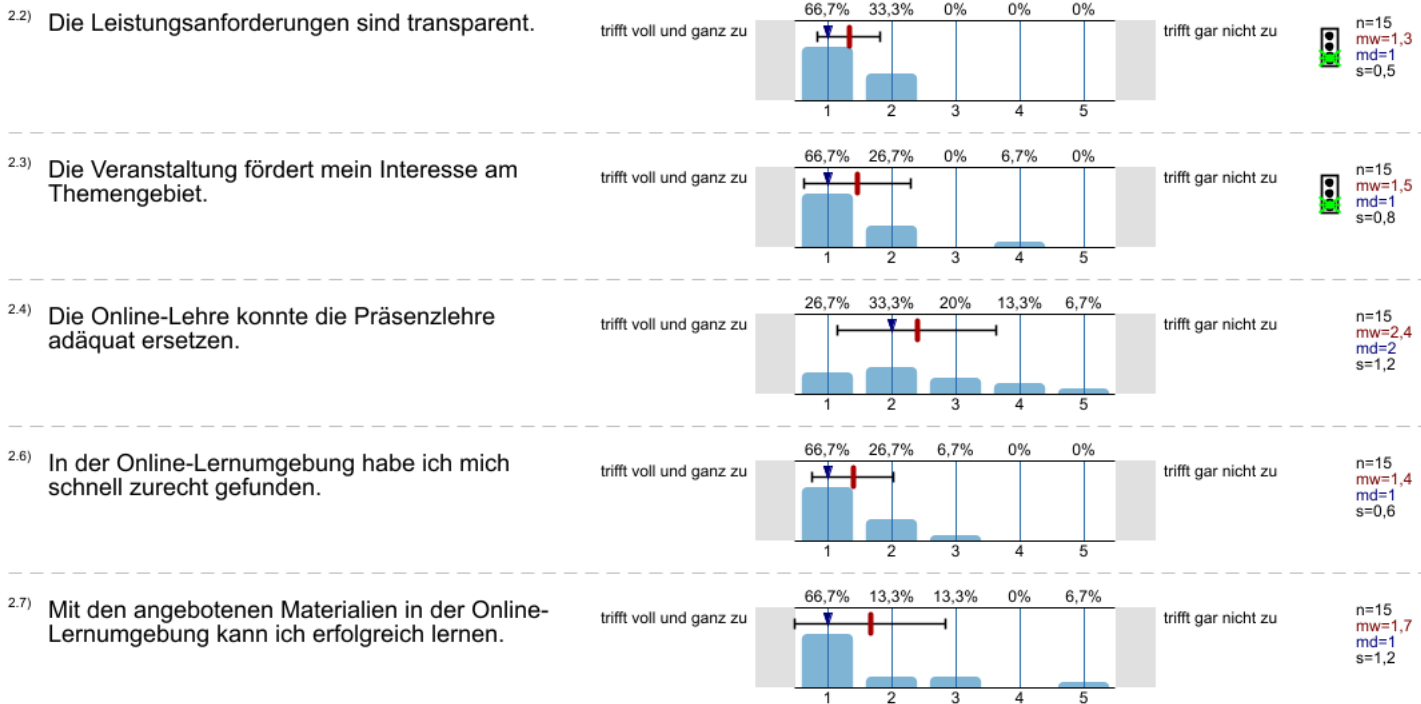 2.2) Die Leistungsanforderungen sind transparent.
66,7% 33,3% 0% 0% 0%
trifft voll und ganz zu
trifft gar nicht zu
1 2 3 4 5
n=15
mw=1,3
md=1
s=0,5
2.3) Die Veranstaltung fördert mein Interesse am
Themengebiet.
66,7% 26,7% 0% 6,7% 0%
trifft voll und ganz zu
trifft gar nicht zu
1 2 3 4 5
n=15
mw=1,5
md=1
s=0,8
2.4) Die Online-Lehre konnte die Präsenzlehre
adäquat ersetzen.
26,7% 33,3% 20% 13,3% 6,7%
trifft voll und ganz zu
trifft gar nicht zu
1 2 3 4 5
n=15
mw=2,4
md=2
s=1,2
2.6) In der Online-Lernumgebung habe ich mich
schnell zurecht gefunden.
66,7% 26,7% 6,7% 0% 0%
trifft voll und ganz zu
trifft gar nicht zu
1 2 3 4 5
n=15
mw=1,4
md=1
s=0,6
2.7) Mit den angebotenen Materialien in der Online-
Lernumgebung kann ich erfolgreich lernen.
66,7% 13,3% 13,3% 0% 6,7%
trifft voll und ganz zu
trifft gar nicht zu
1 2 3 4 5
n=15
mw=1,7
md=1
s=1,2